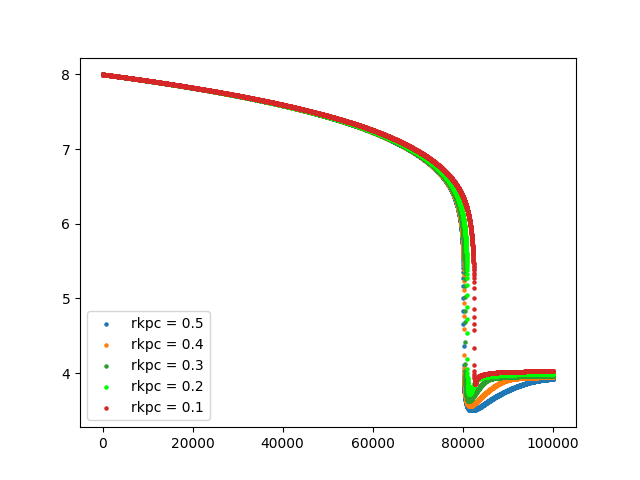 8
7
6
5
4
rkpc = 0.5
rkpc = 0.4
rkpc = 0.3
rkpc = 0.2
rkpc = 0.1
0 20000 40000 60000 80000 100000